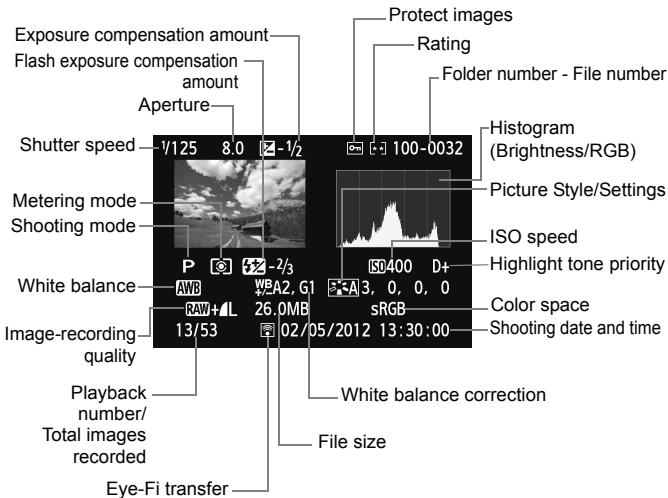 Protect images
Exposure compensation amount
Rating
Flash exposure compensation
amount
Folder number - File number
Aperture
Shutter speed
1/125 8.0 -1/2 100-0032
Histogram
(Brightness/RGB)
Metering mode
Picture Style/Settings
Shooting mode
ISO speed
P -2/3 ISO400 D+
Highlight tone priority
White balance
AWB WB+/-A2, G1 A 3, 0, 0, 0
RAW+L 26.0MB sRGB
Color space
Image-recording
quality
13/53 02/05/2012 13:30:00
Shooting date and time
Playback
number/
Total images
recorded
White balance correction
File size
Eye-Fi transfer